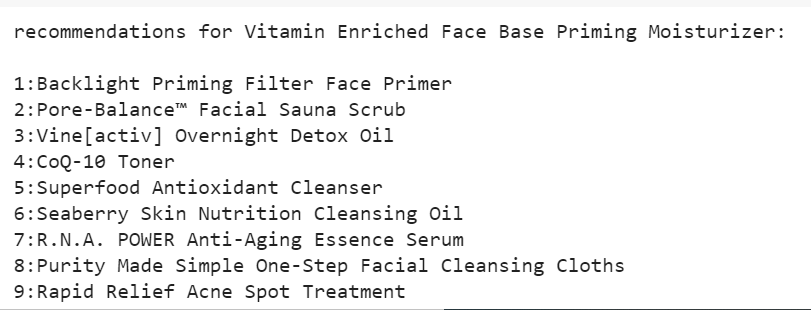 recommendations for Vitamin Enriched Face Base Priming Moisturizer:
1:Backlight Priming Filter Face Primer
2:Pore-Balance™ Facial Sauna Scrub
3:Vine[activ] Overnight Detox Oil
4:CoQ-10 Toner
5:Superfood Antioxidant Cleanser
6:Seaberry Skin Nutrition Cleansing Oil
7:R.N.A. POWER Anti-Aging Essence Serum
8:Purity Made Simple One-Step Facial Cleansing Cloths
9:Rapid Relief Acne Spot Treatment